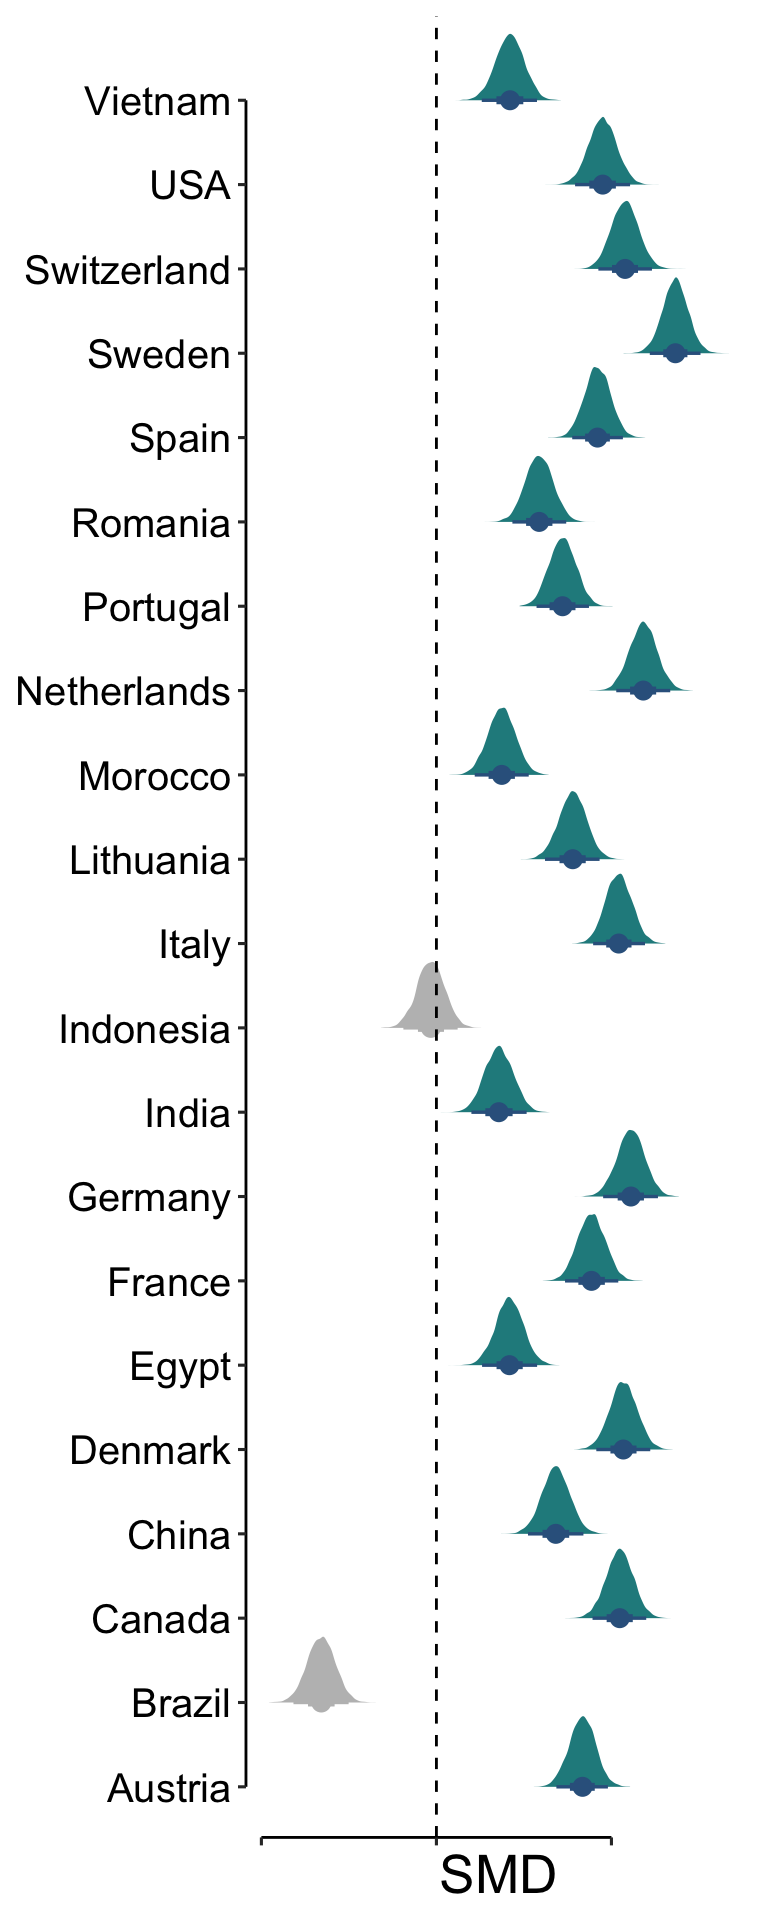 Vietnam
USA
Switzerland
Sweden
Spain
Romania
Portugal
Netherlands
Morocco
Lithuania
Italy
Indonesia
India
Germany
France
Egypt
Denmark
China
Canada
Brazil
Austria
SMD